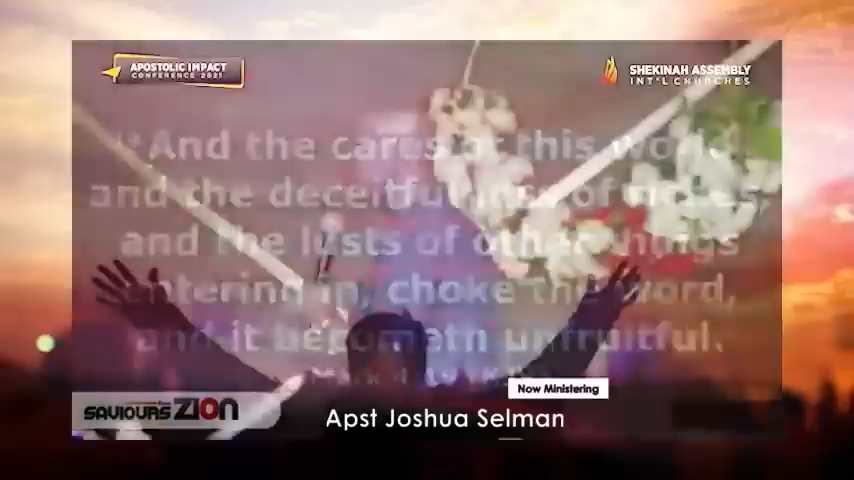 APOSTOLIC IMPACT
CONFERENCE 2021
SHEKINAH ASSEMBLY
INT'L CHURCHES
"And the cares of this world,
and the deceitfulness of riches,
and the lusts of other things
entering in, choke the word,
and it becometh unfruitful.
Now Ministering
SAVIOURS ZION
Apst Joshua Selman